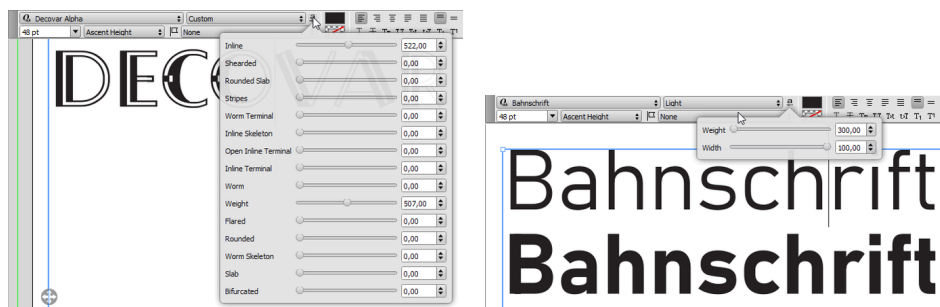 Decovar Alpha Custom
48 pt Ascent Height None
DECOVAR
Inline 522,00
Shearded 0,00
Rounded Slab 0,00
Stripes 0,00
Worm Terminal 0,00
Inline Skeleton 0,00
Open Inline Terminal 0,00
Inline Terminal 0,00
Worm 0,00
Weight 507,00
Flared 0,00
Rounded 0,00
Worm Skeleton 0,00
Slab 0,00
Bifurcated 0,00
Bahnschrift Light
48 pt Ascent Height None
Weight 300,00
Width 100,00
Bahnschrift
Bahnschrift